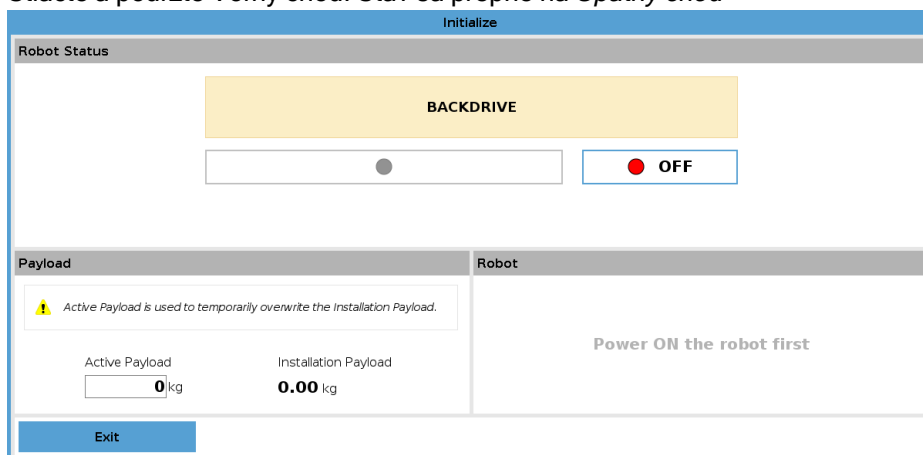 Initialize
Robot Status
BACKDRIVE
OFF
Payload
Robot
Active Payload is used to temporarily overwrite the Installation Payload.
Power ON the robot first
Active Payload
Installation Payload
0 kg
0.00 kg
Exit